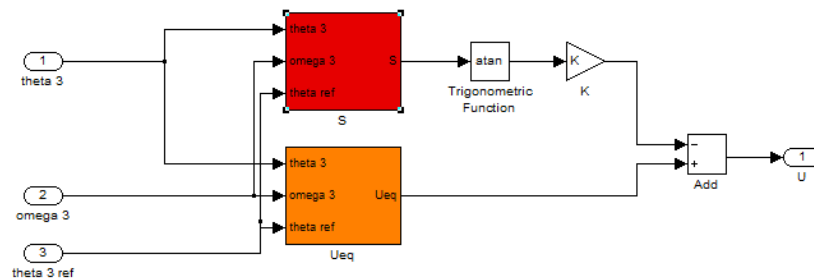 1
theta 3
2
omega 3
3
theta 3 ref
theta 3
omega 3
theta ref
S
S
theta 3
omega 3
theta ref
Ueq
Ueq
atan
Trigonometric
Function
K
K
−
+
Add
1
U